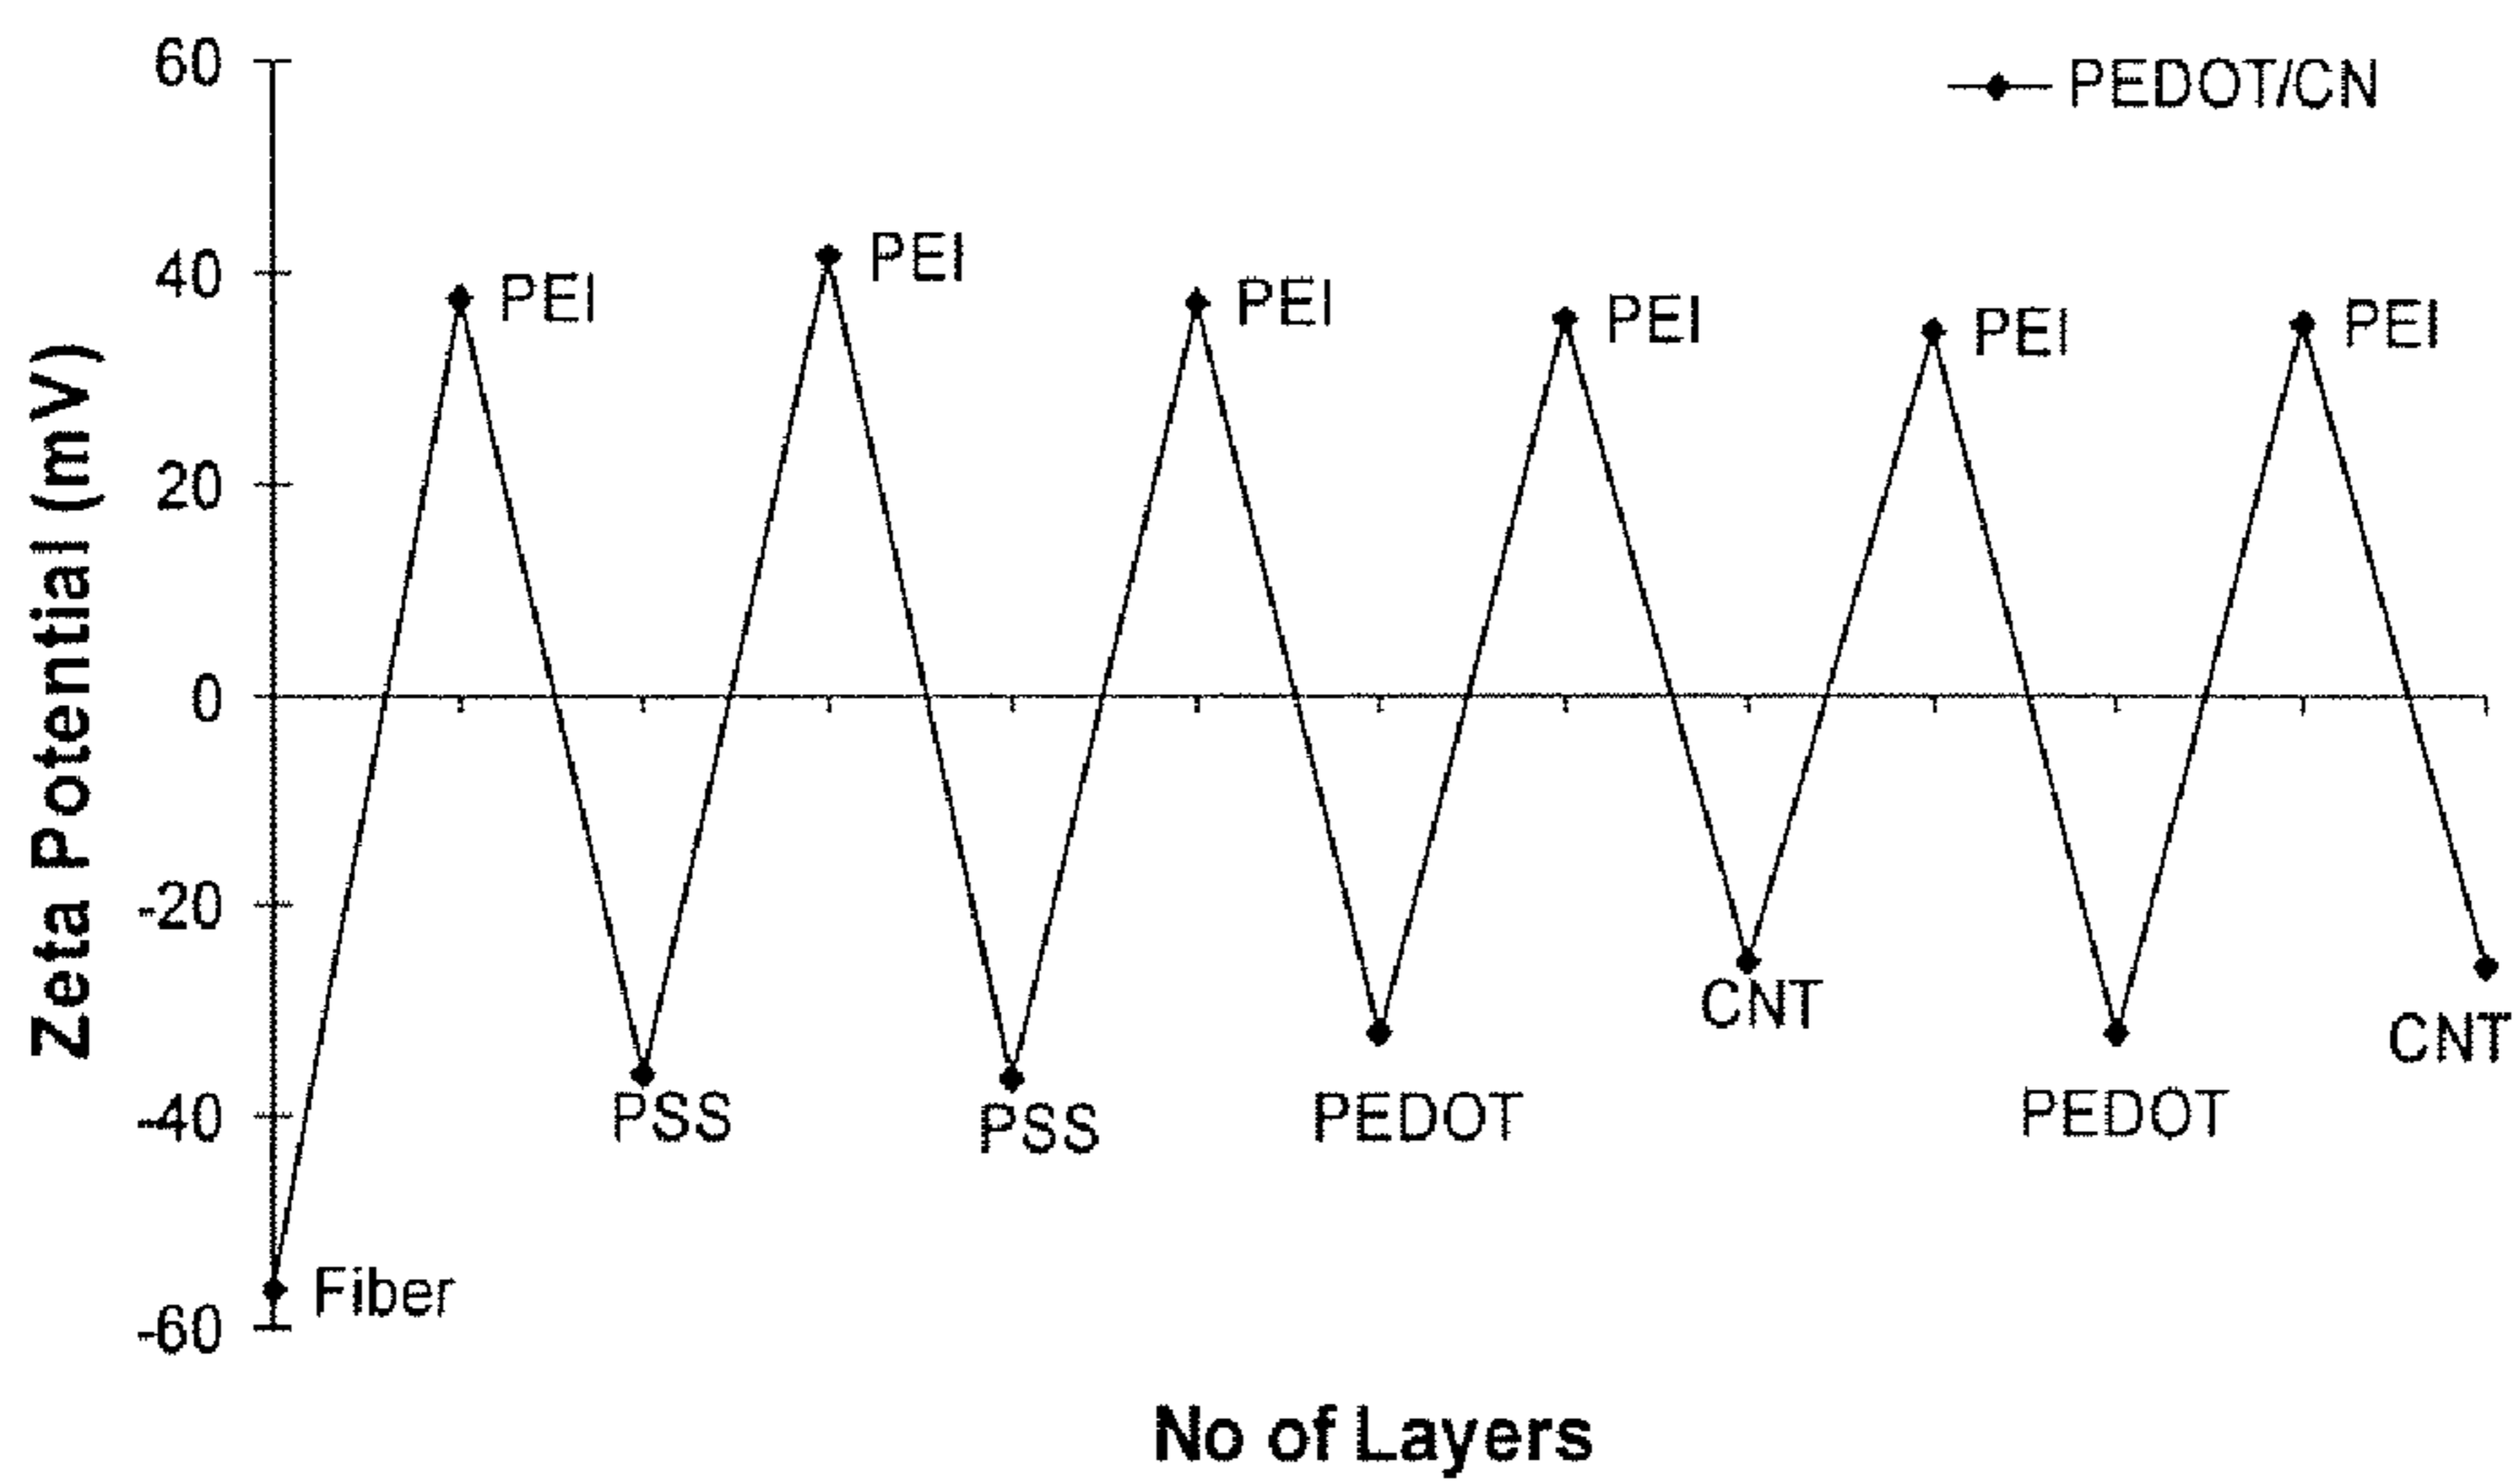 60
PEDOT/CN
40
PEI
PEI
PEI
PEI
PEI
PEI
20
Zeta Potential (mV)
0
-20
CNT
CNT
-40
PSS
PSS
PEDOT
PEDOT
Fiber
-60
No of Layers